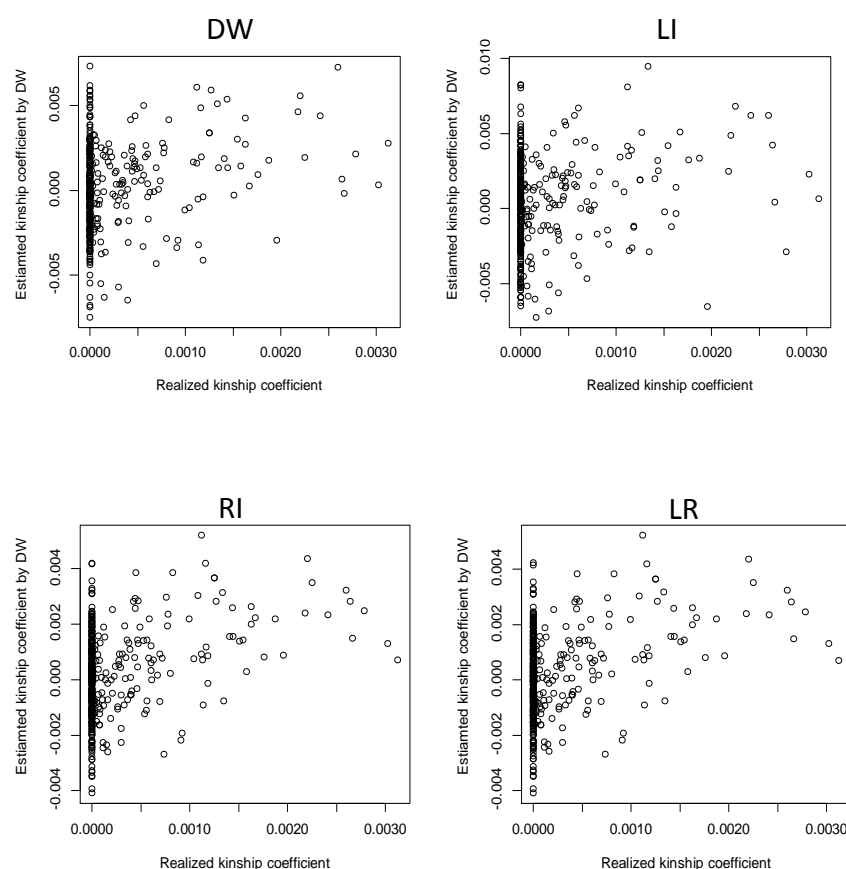 DW
Estiamted kinship coefficient by DW
0.005
0.000
-0.005
0.0000 0.0010 0.0020 0.0030
Realized kinship coefficient
LI
Estiamted kinship coefficient by DW
0.010
0.005
0.000
-0.005
0.0000 0.0010 0.0020 0.0030
Realized kinship coefficient
RI
Estiamted kinship coefficient by DW
0.004
0.002
0.000
-0.002
-0.004
0.0000 0.0010 0.0020 0.0030
Realized kinship coefficient
LR
Estiamted kinship coefficient by DW
0.004
0.002
0.000
-0.002
-0.004
0.0000 0.0010 0.0020 0.0030
Realized kinship coefficient